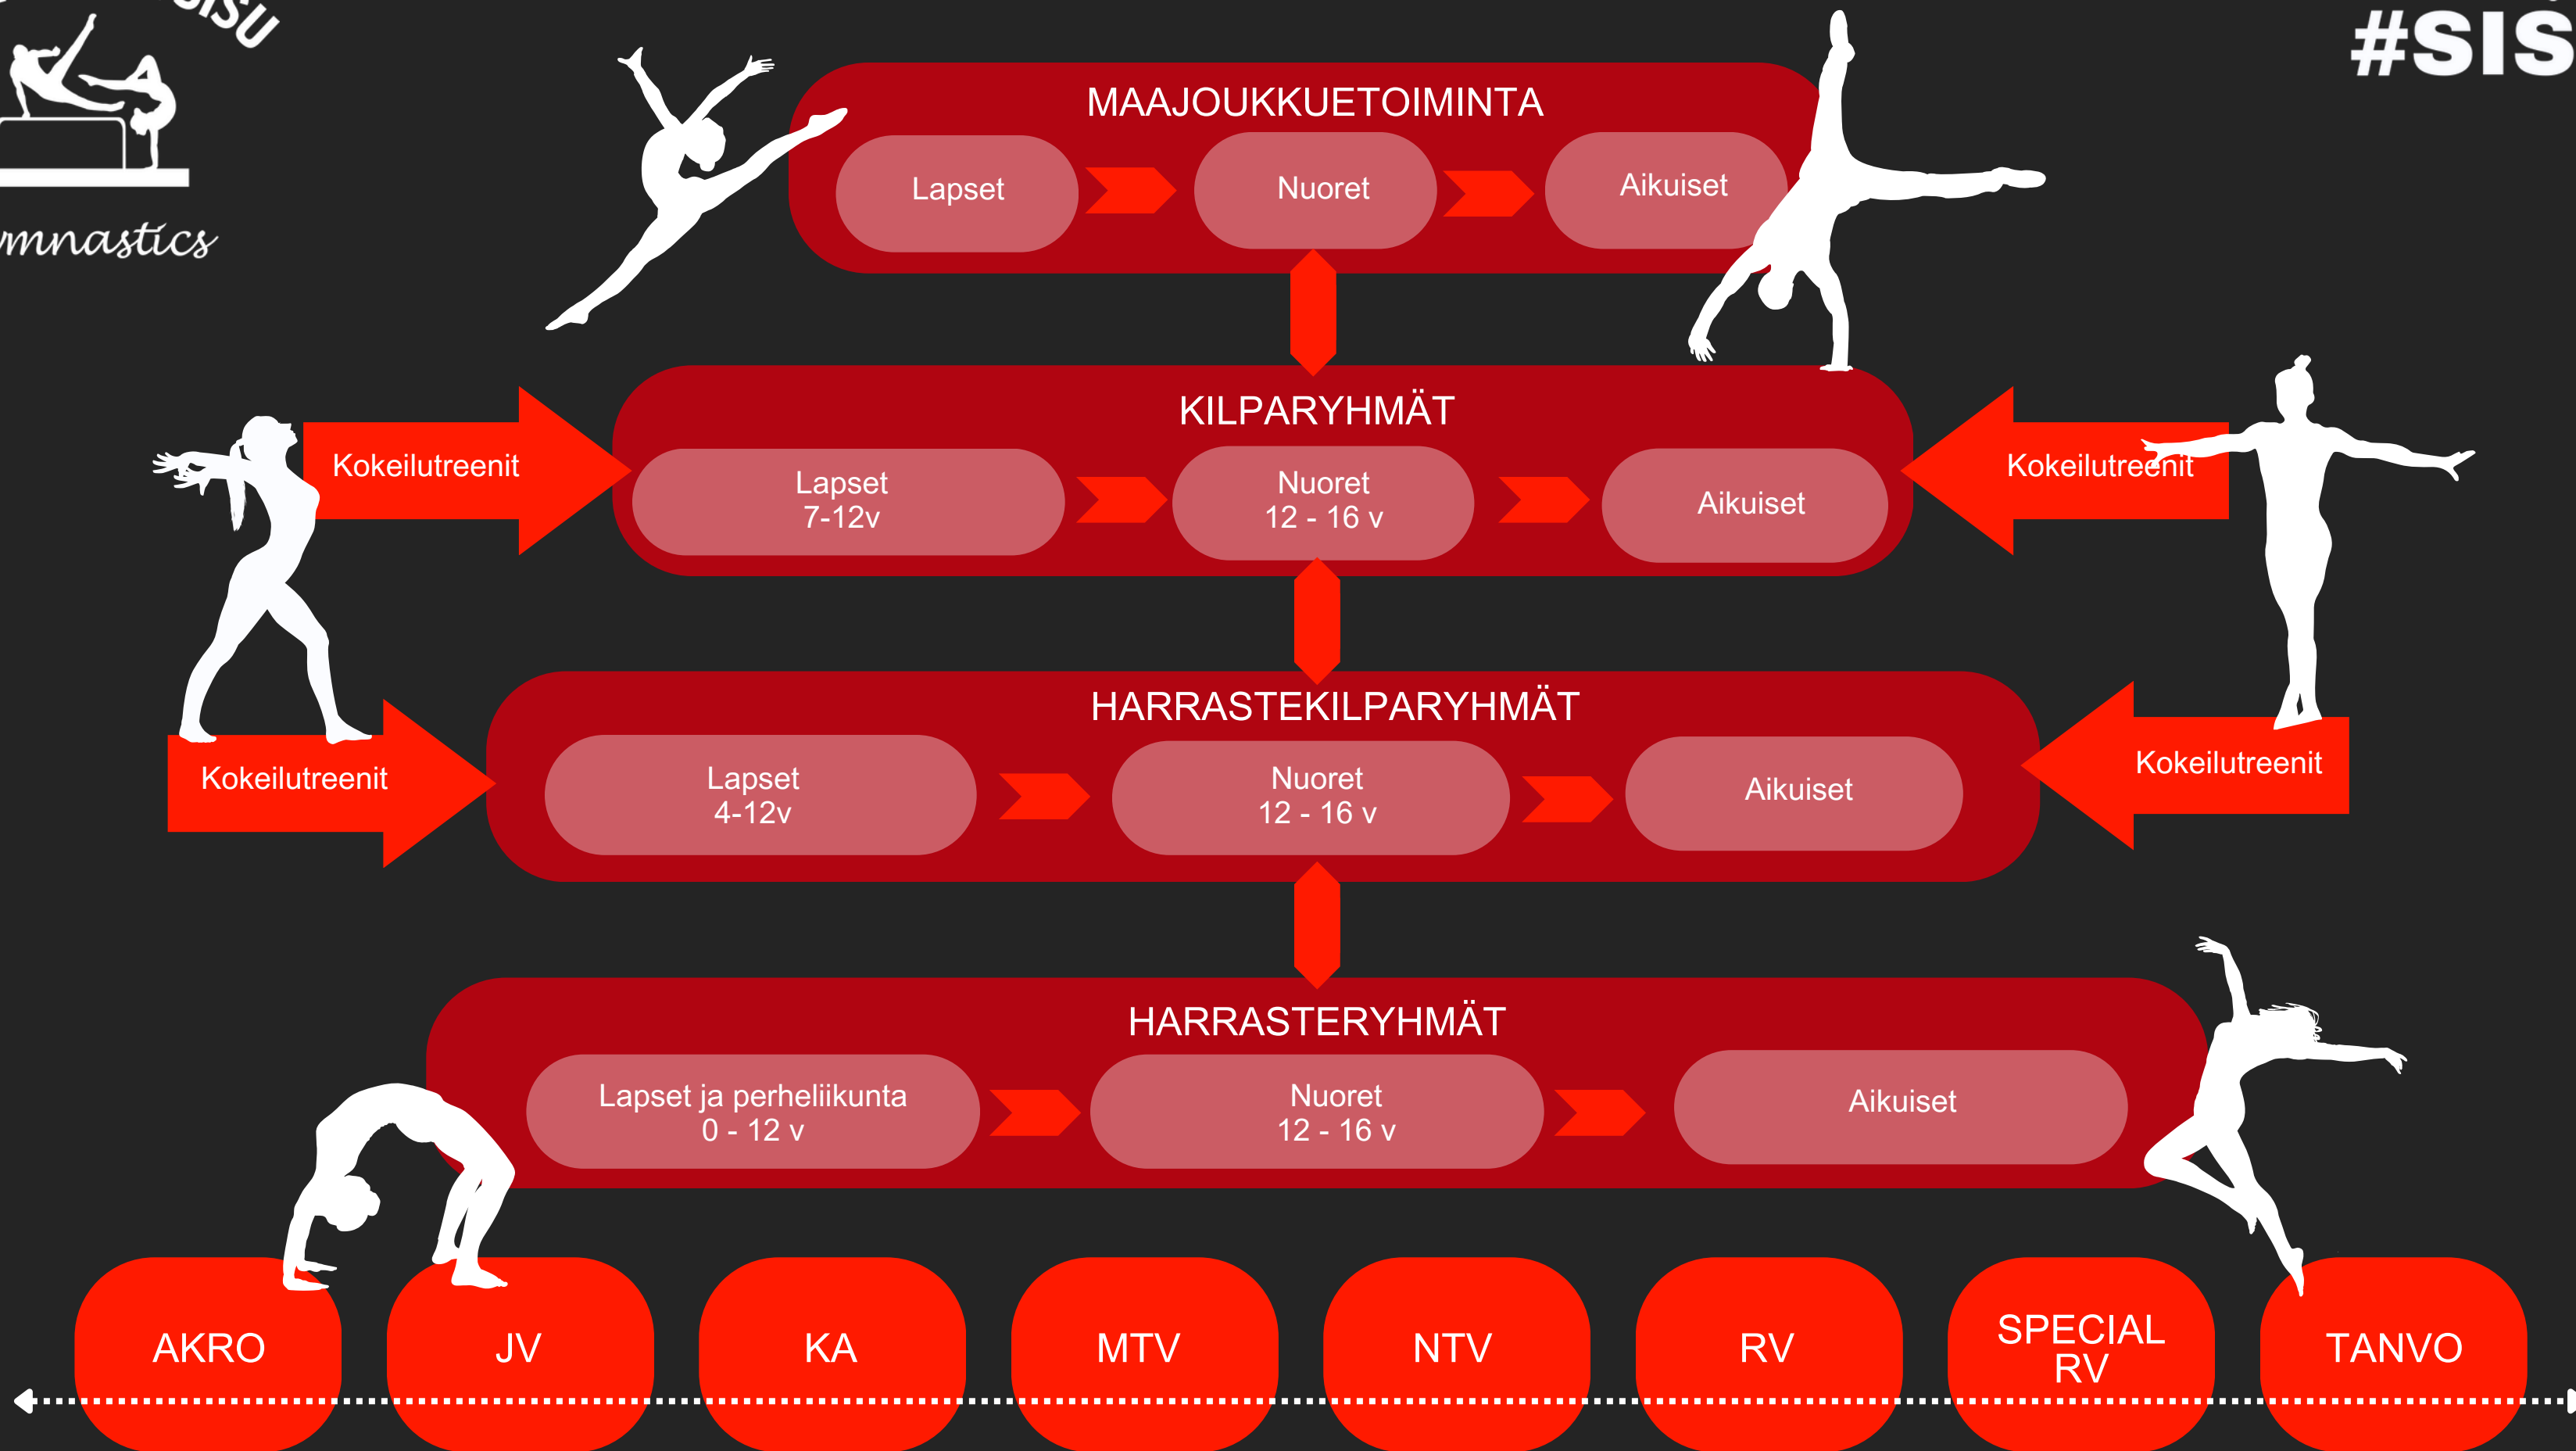 SISU
mnastics
#SIS
MAAJOUKKUETOIMINTA
Lapset
Nuoret
Aikuiset
KILPARYHMÄT
Kokeilutreenit
Lapset
7-12v
Nuoret
12 - 16 v
Aikuiset
Kokeilutreenit
HARRASTEKILPARYHMÄT
Kokeilutreenit
Lapset
4-12v
Nuoret
12 - 16 v
Aikuiset
Kokeilutreenit
HARRASTERYHMÄT
Lapset ja perheliikunta
0 - 12 v
Nuoret
12 - 16 v
Aikuiset
AKRO
JV
KA
MTV
NTV
RV
SPECIAL
RV
TANVO